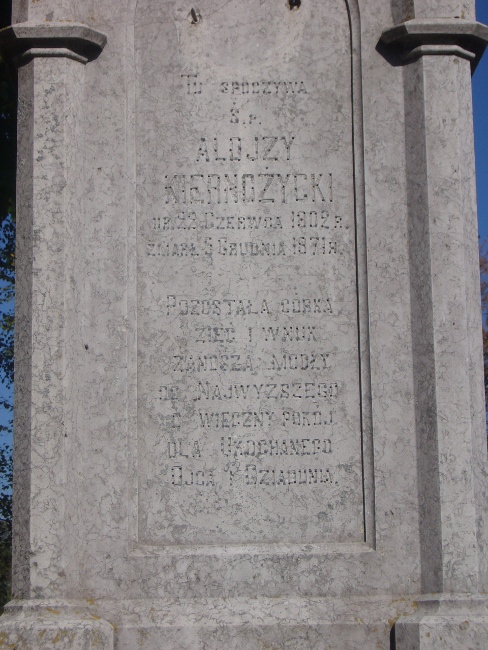 Tu spoczywa
Ś.P.
ALOJZY
KIERNOŻYCKI
ur. 22 Czerwca 1802 r.
zmarł 5 Grudnia 1871 r.
Pozostała córka
zięć i wnuk
zanoszą modły
do Najwyższego
o wieczny pokój
dla Ukochanego
Ojca i Dziadunia.